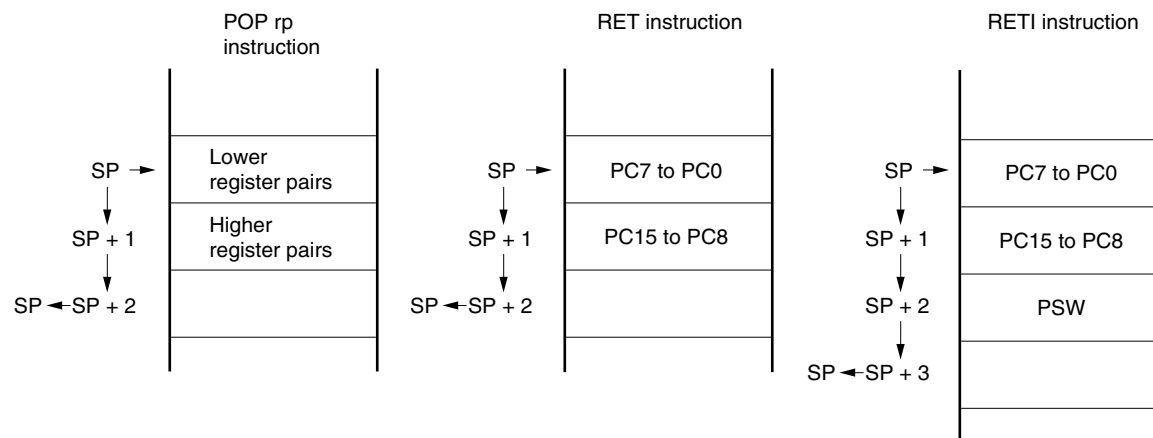 POP rp
instruction
SP
Lower
register pairs
SP + 1
Higher
register pairs
SP
SP + 2
RET instruction
SP
PC7 to PC0
SP + 1
PC15 to PC8
SP
SP + 2
RETI instruction
SP
PC7 to PC0
SP + 1
PC15 to PC8
SP + 2
PSW
SP
SP + 3